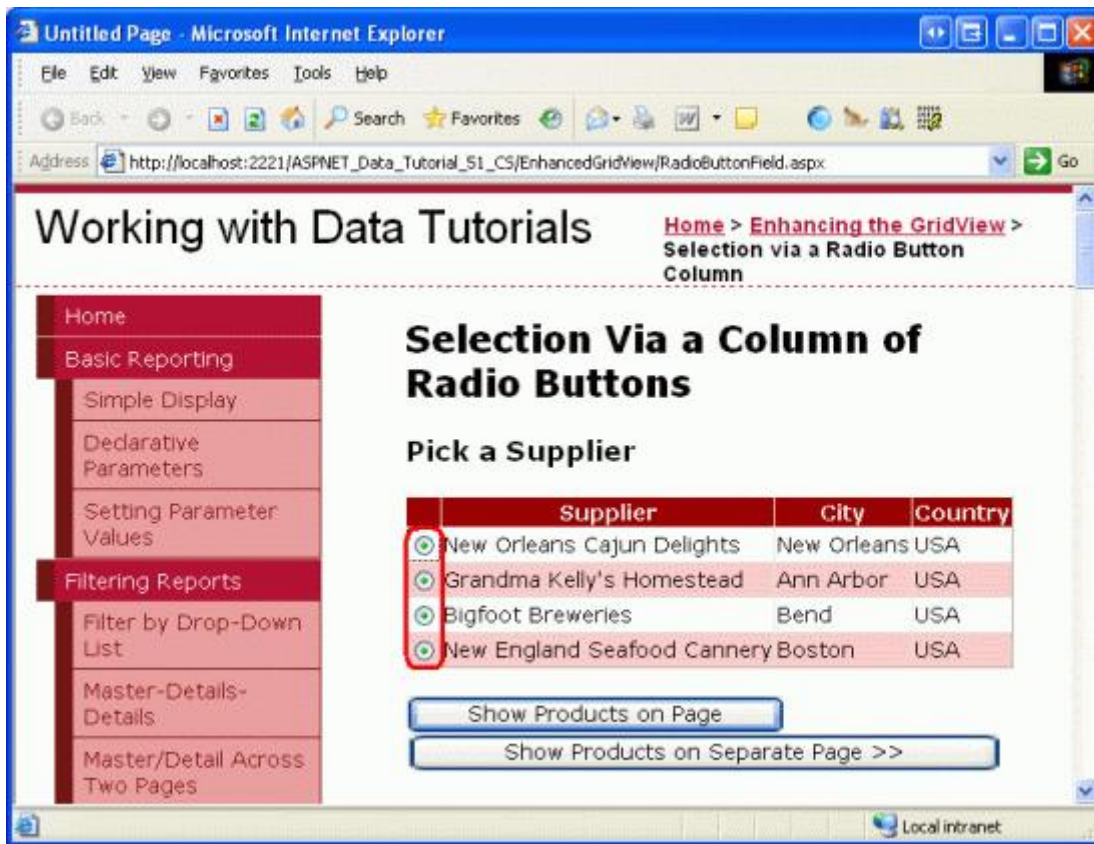 Untitled Page - Microsoft Internet Explorer
File Edit View Favorites Tools Help
Back Search Favorites
Address http://localhost:2221/ASPNET_Data_Tutorial_51_CS/EnhancedGridView/RadioButtonField.aspx Go
Working with Data Tutorials
Home > Enhancing the GridView >
Selection via a Radio Button
Column
Home
Basic Reporting
Simple Display
Declarative
Parameters
Setting Parameter
Values
Filtering Reports
Filter by Drop-Down
List
Master-Details-
Details
Master/Detail Across
Two Pages
Selection Via a Column of
Radio Buttons
Pick a Supplier
Supplier City Country
New Orleans Cajun Delights New Orleans USA
Grandma Kelly's Homestead Ann Arbor USA
Bigfoot Breweries Bend USA
New England Seafood Cannery Boston USA
Show Products on Page
Show Products on Separate Page >>
Local intranet